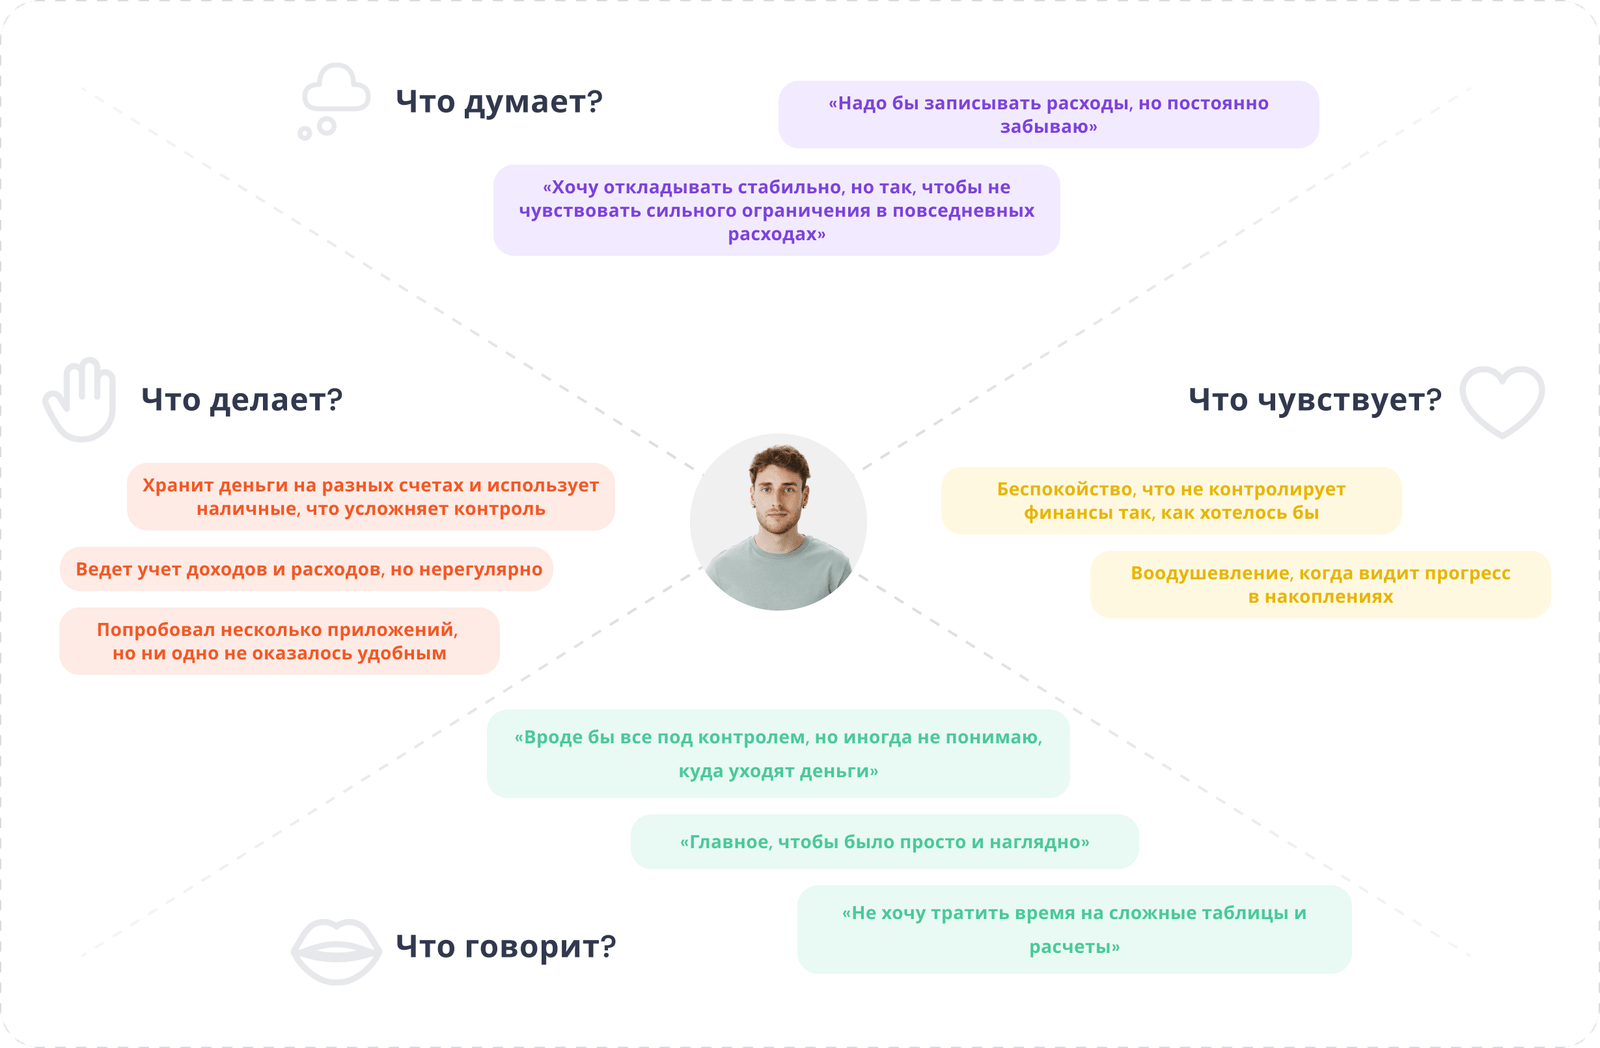 Что думает?
«Надо бы записывать расходы, но постоянно
забываю»
«Хочу откладывать стабильно, но так, чтобы не
чувствовать сильного ограничения в повседневных
расходах»
Что делает?
Хранит деньги на разных счетах и использует
наличные, что усложняет контроль
Ведет учет доходов и расходов, но нерегулярно
Попробовал несколько приложений,
но ни одно не оказалось удобным
Что чувствует?
Беспокойство, что не контролирует
финансы так, как хотелось бы
Воодушевление, когда видит прогресс
в накоплениях
«Вроде бы все под контролем, но иногда не понимаю,
куда уходят деньги»
«Главное, чтобы было просто и наглядно»
«Не хочу тратить время на сложные таблицы и
расчеты»
Что говорит?